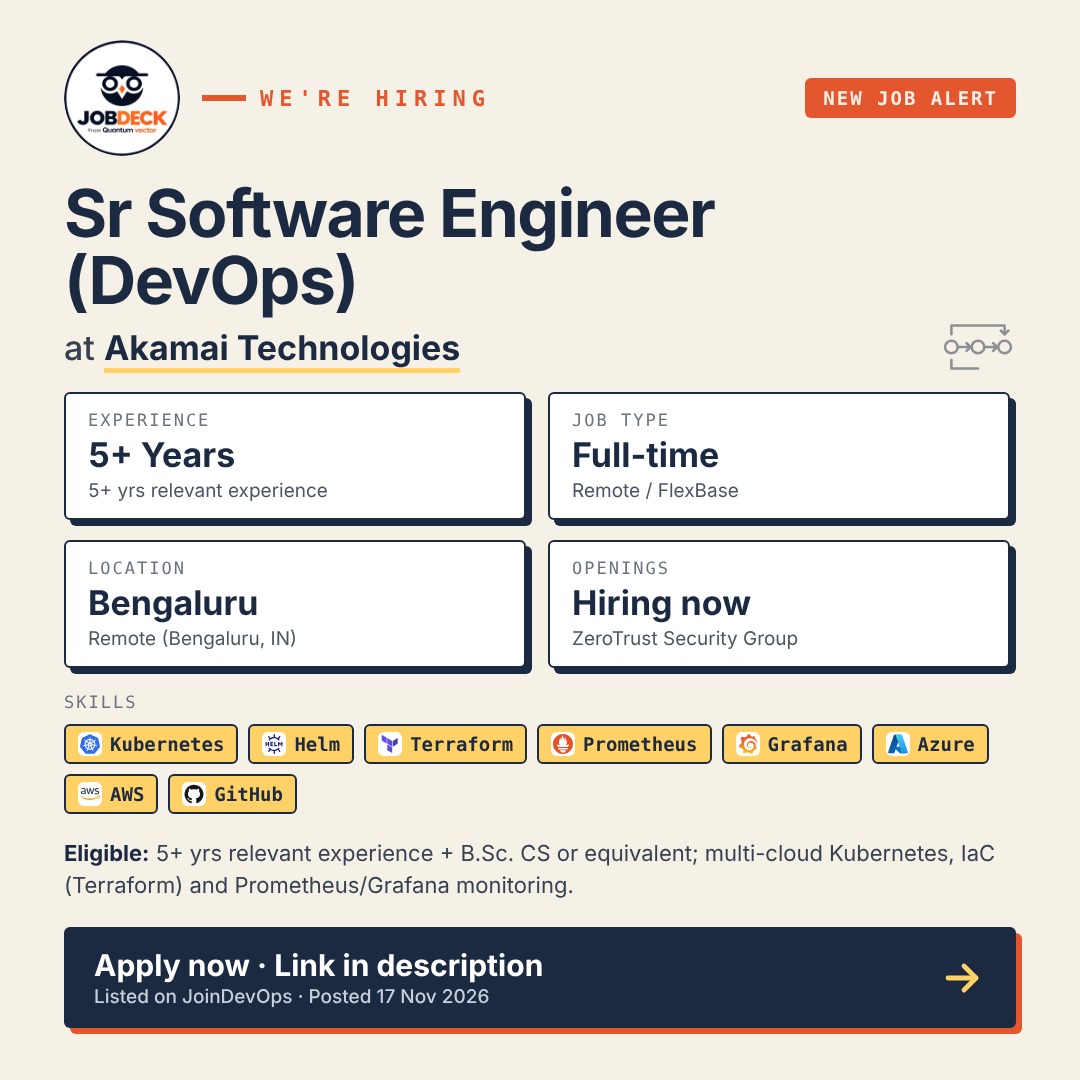 JOBDECK
From Quantum vector
WE'RE HIRING
NEW JOB ALERT
Sr Software Engineer
(DevOps)
at Akamai Technologies
EXPERIENCE
5+ Years
5+ yrs relevant experience
JOB TYPE
Full-time
Remote / FlexBase
LOCATION
Bengaluru
Remote (Bengaluru, IN)
OPENINGS
Hiring now
ZeroTrust Security Group
SKILLS
Kubernetes HELM Helm Terraform Prometheus Grafana Azure
aws AWS GitHub
Eligible: 5+ yrs relevant experience + B.Sc. CS or equivalent; multi-cloud Kubernetes, IaC
(Terraform) and Prometheus/Grafana monitoring.
Apply now · Link in description
Listed on JoinDevOps · Posted 17 Nov 2026